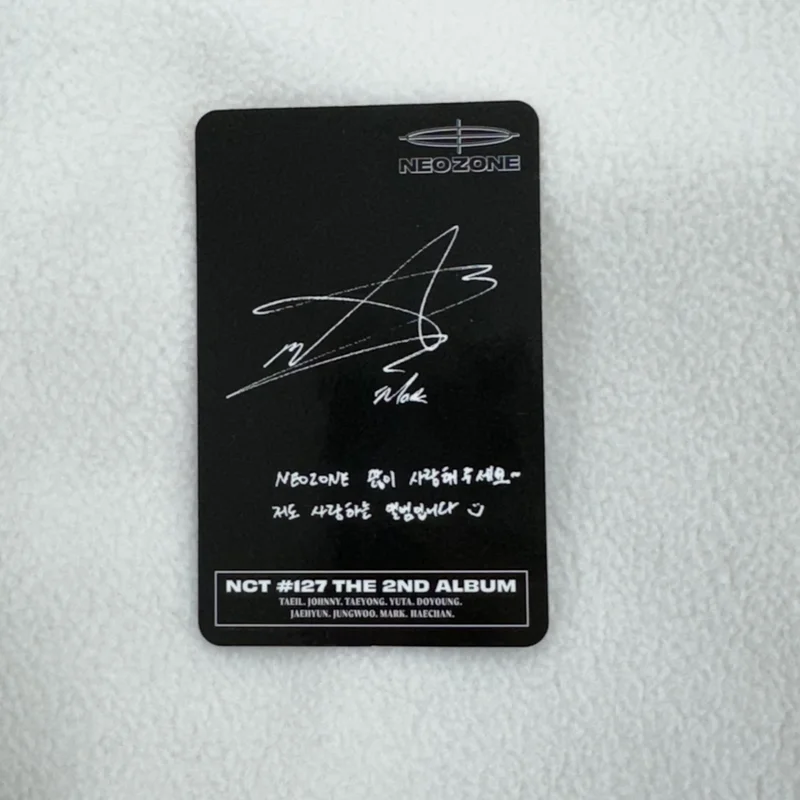 NEOZONE
Mark
NEOZONE 많이 사랑해주세요~
저도 사랑하는 앨범입니다
NCT #127 THE 2ND ALBUM
TAEIL. JOHNNY. TAEYONG. YUTA. DOYOUNG.
JAEHYUN. JUNGWOO. MARK. HAECHAN.